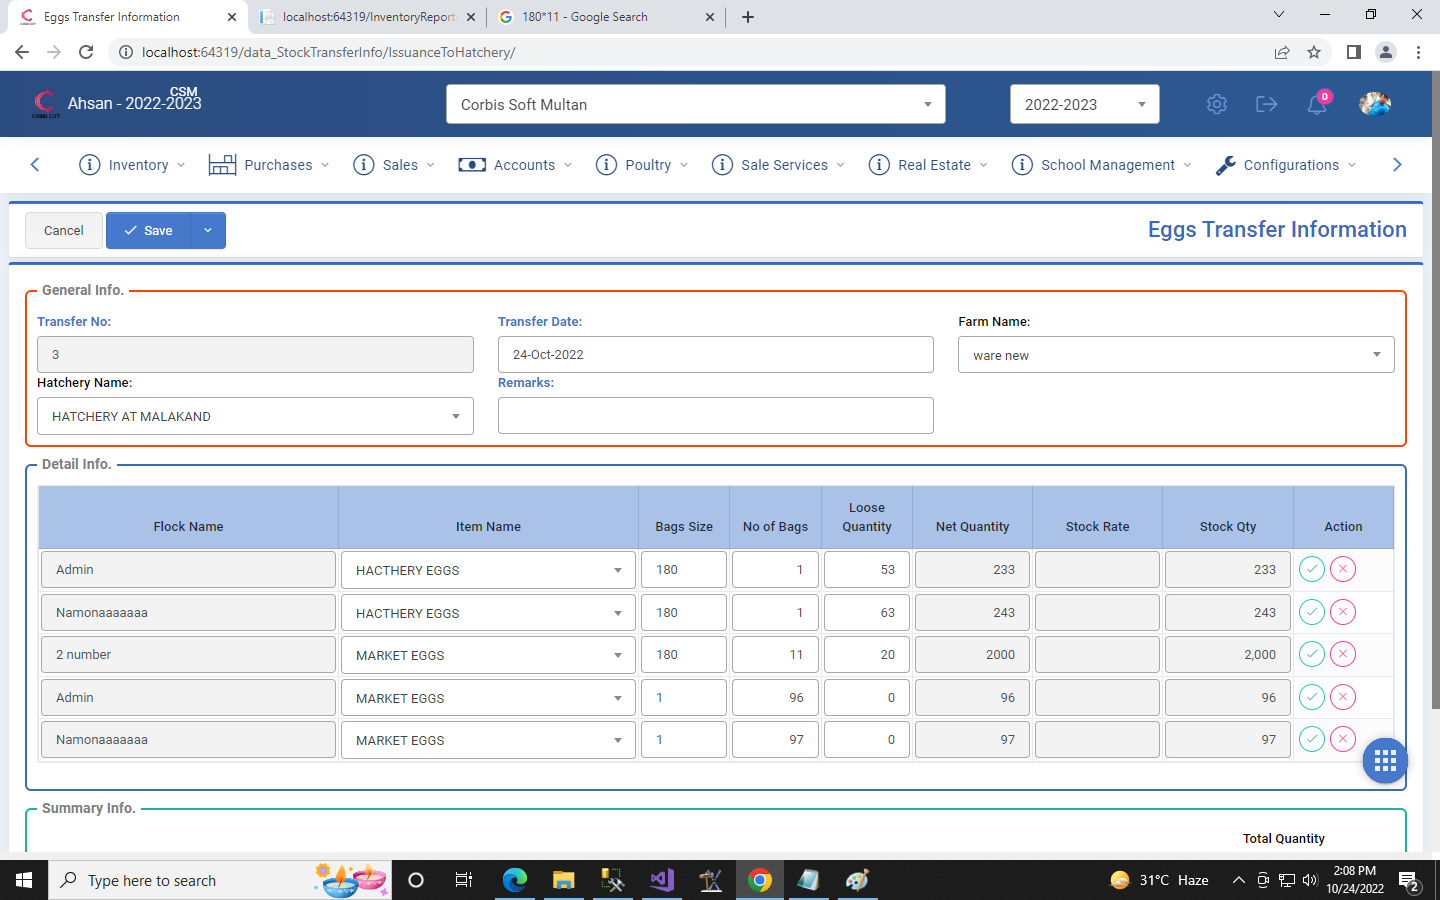 Eggs Transfer Information
localhost:64319/InventoryReports
180*11 - Google Search
localhost:64319/data_StockTransferInfo/IssuanceToHatchery/
CORBIS SOFT
Ahsan - 2022-2023
CSM
Corbis Soft Multan
2022-2023
0
Inventory Purchases Sales Accounts Poultry Sale Services Real Estate School Management Configurations
Cancel Save
Eggs Transfer Information
General Info.
Transfer No: Transfer Date: Farm Name:
3 24-Oct-2022 ware new
Hatchery Name: Remarks:
HATCHERY AT MALAKAND
Detail Info.
Flock Name Item Name Bags Size No of Bags Loose Quantity Net Quantity Stock Rate Stock Qty Action
Admin HACTHERY EGGS 180 1 53 233 233
Namonaaaaaaa HACTHERY EGGS 180 1 63 243 243
2 number MARKET EGGS 180 11 20 2000 2,000
Admin MARKET EGGS 1 96 0 96 96
Namonaaaaaaa MARKET EGGS 1 97 0 97 97
Summary Info.
Total Quantity
Type here to search
31°C Haze
2:08 PM
10/24/2022
2